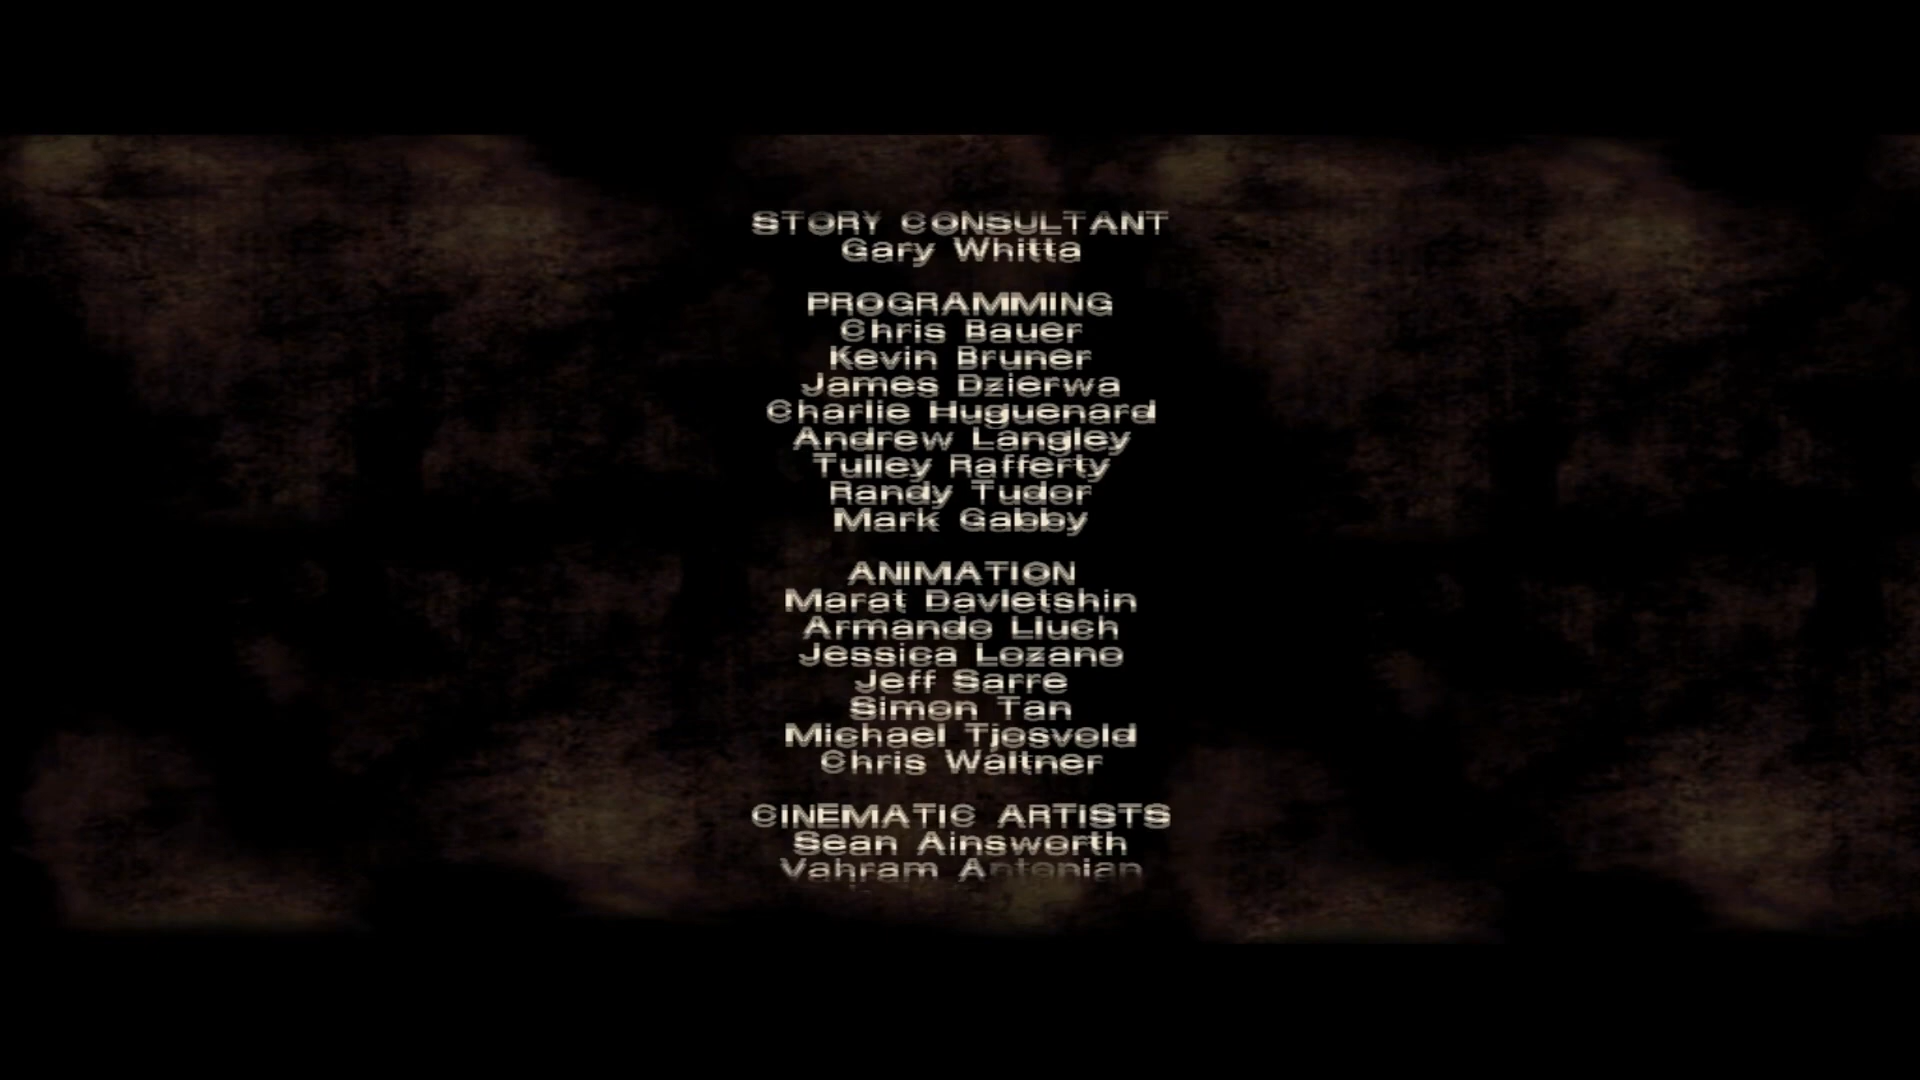 STORY CONSULTANT
Gary Whitta
PROGRAMMING
Chris Bauer
Kevin Bruner
James Dzierwa
Charlie Huguenard
Andrew Langley
Tulley Rafferty
Randy Tudor
Mark Gabby
ANIMATION
Marat Davletshin
Armando Lluch
Jessica Lozano
Jeff Sarre
Simon Tan
Michael Tjosvold
Chris Waltner
CINEMATIC ARTISTS
Sean Ainsworth
Vahram Antonian